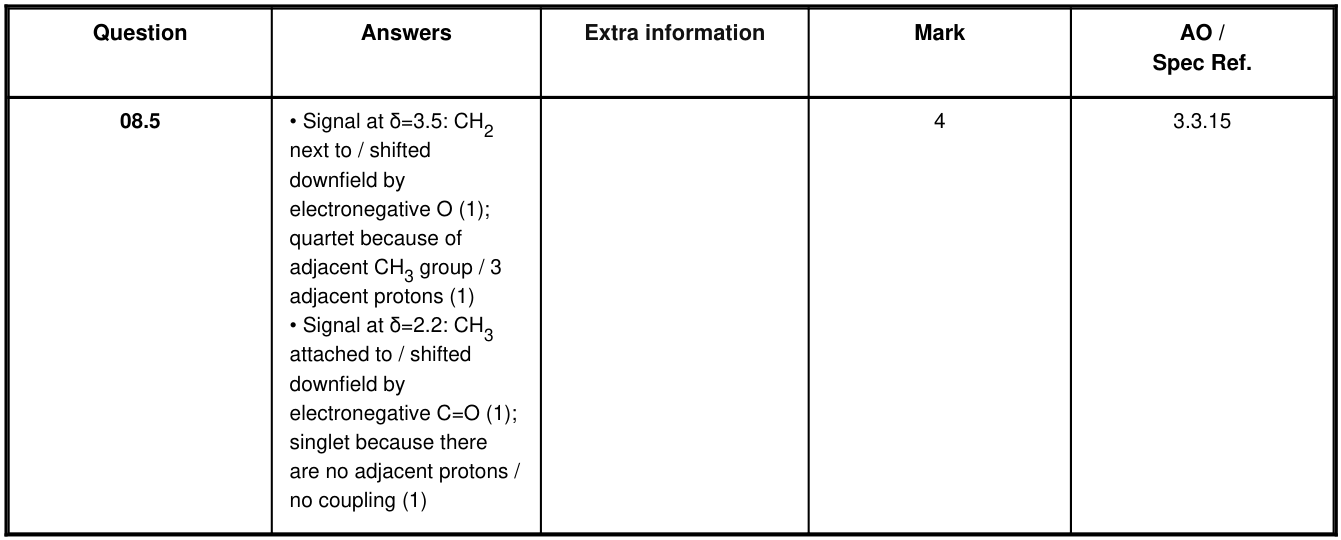 Question Answers Extra information Mark AO /
Spec Ref.
08.5 • Signal at δ=3.5: CH₂ 4 3.3.15
next to / shifted
downfield by
electronegative O (1);
quartet because of
adjacent CH₃ group / 3
adjacent protons (1)
• Signal at δ=2.2: CH₃
attached to / shifted
downfield by
electronegative C=O (1);
singlet because there
are no adjacent protons /
no coupling (1)